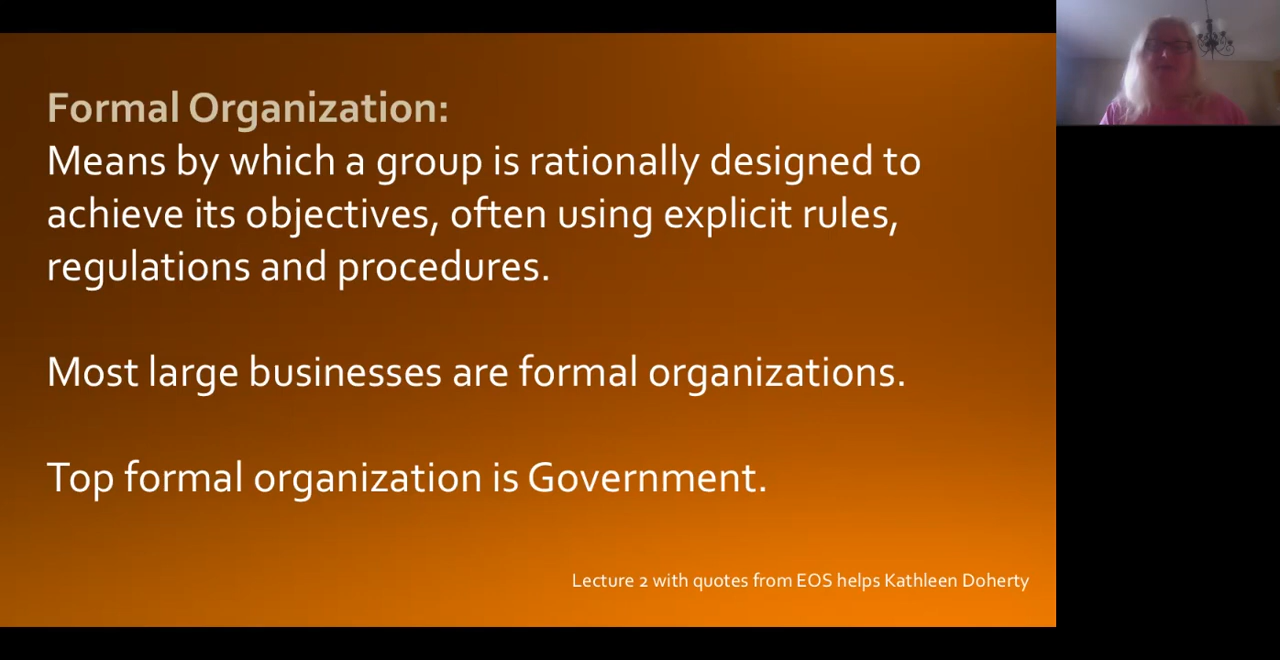 Formal Organization:
Means by which a group is rationally designed to
achieve its objectives, often using explicit rules,
regulations and procedures.
Most large businesses are formal organizations.
Top formal organization is Government.
Lecture 2 with quotes from EOS helps Kathleen Doherty